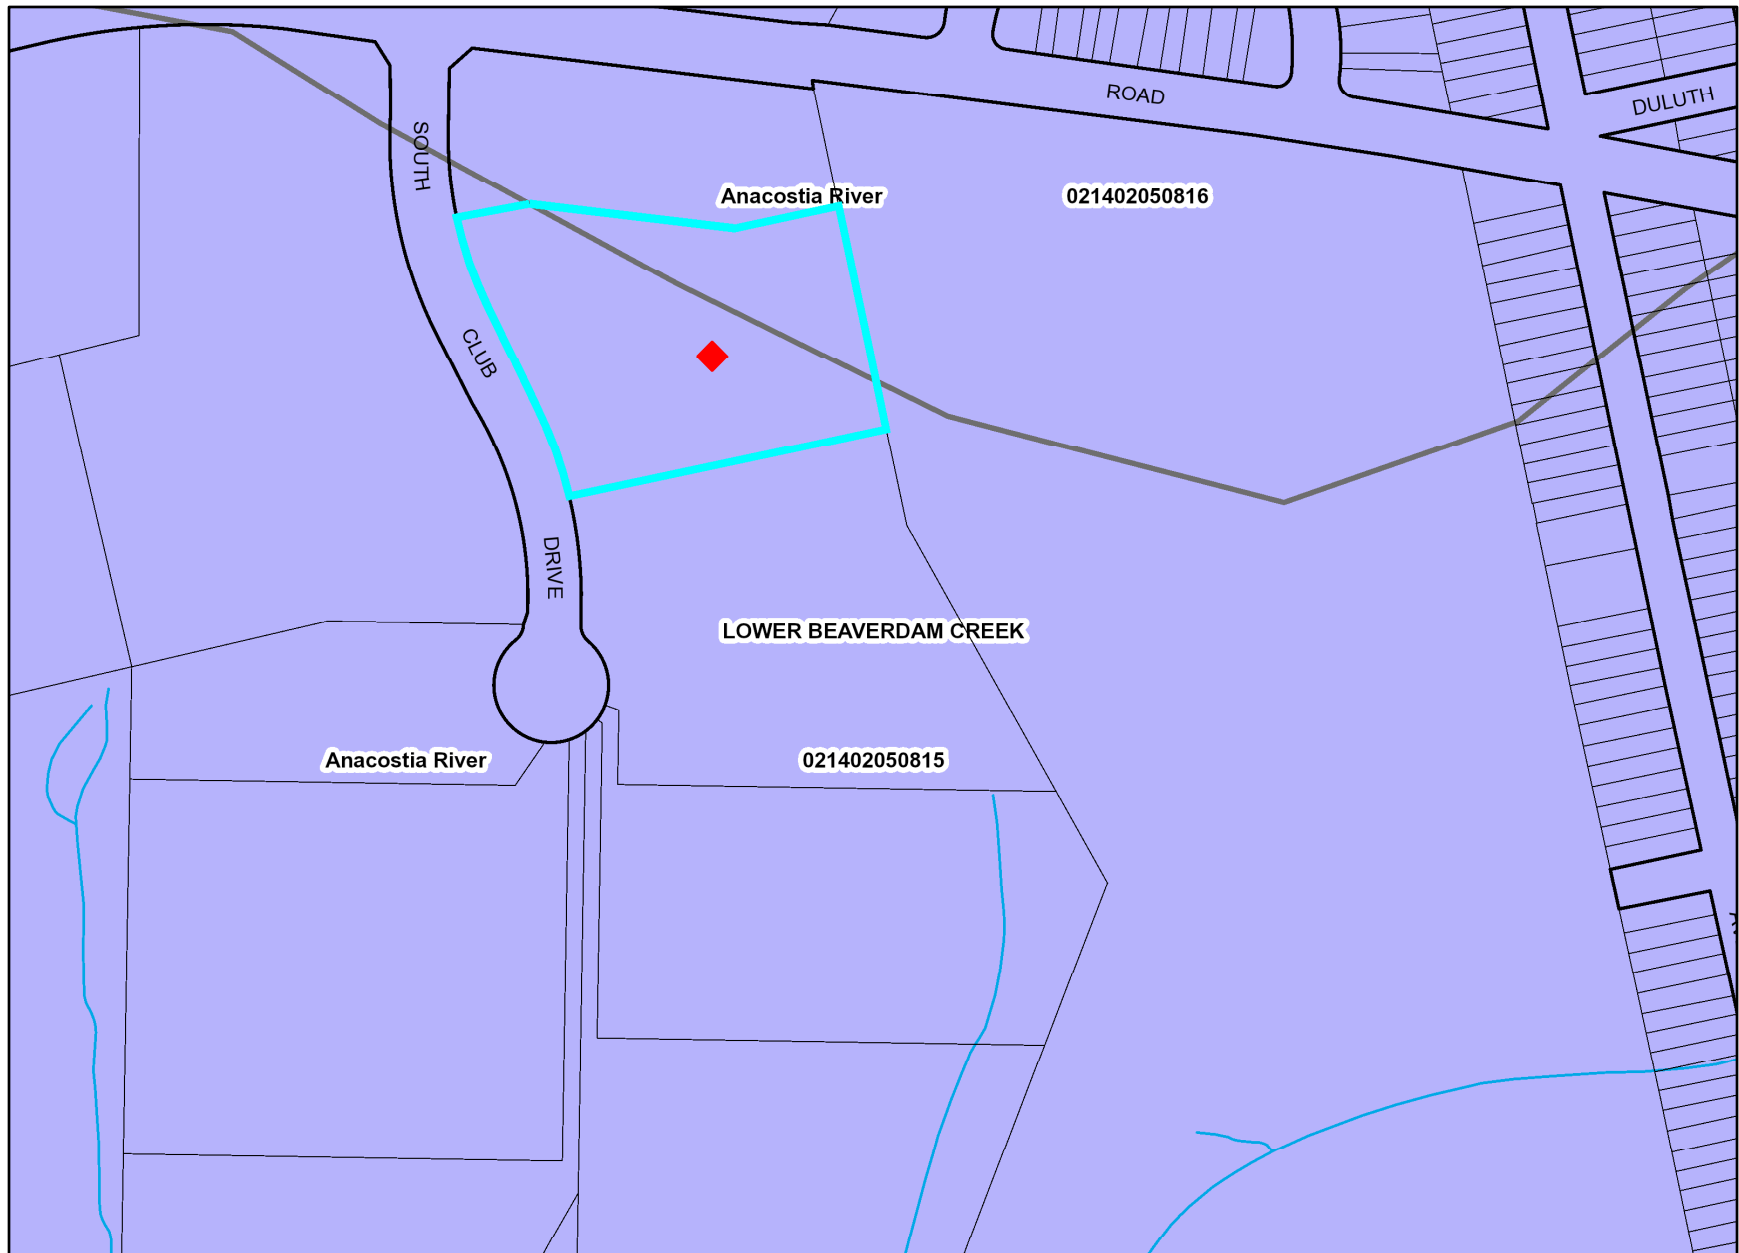 ROAD
DULUTH
SOUTH
Anacostia River
021402050816
CLUB
DRIVE
LOWER BEAVERDAM CREEK
Anacostia River
021402050815